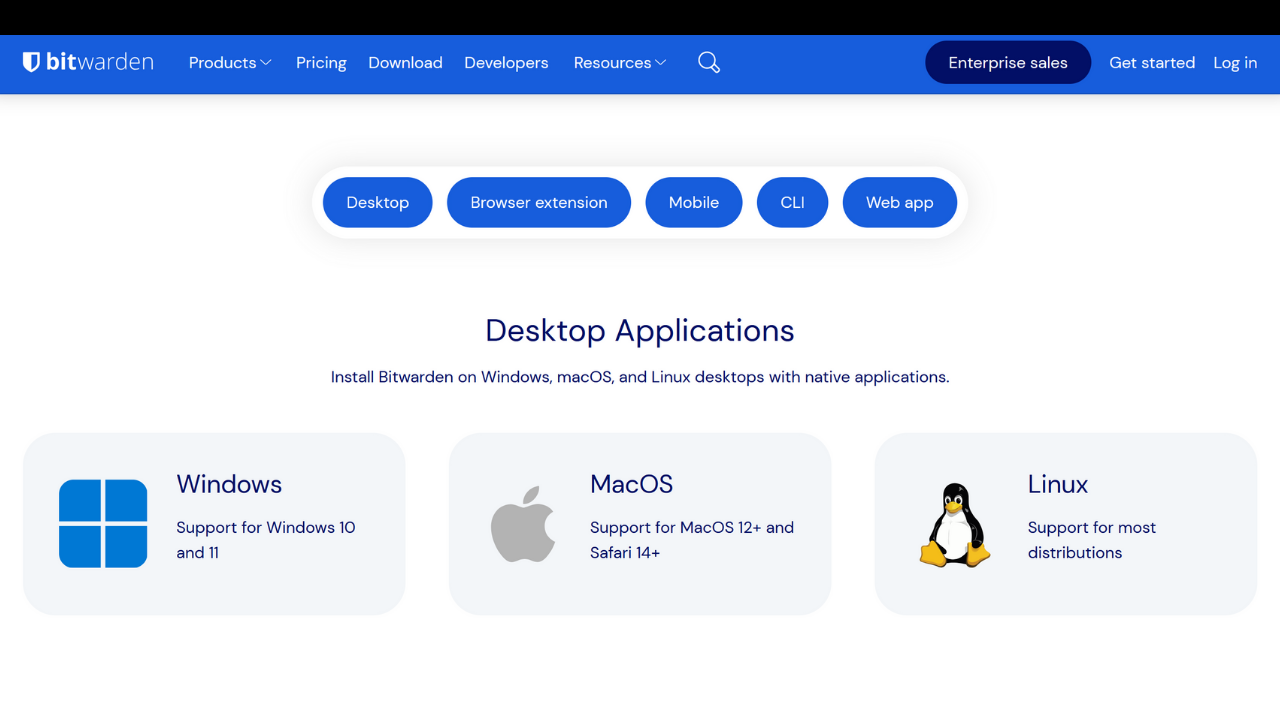 bitwarden Products Pricing Download Developers Resources Enterprise sales Get started Log in
Desktop Browser extension Mobile CLI Web app
Desktop Applications
Install Bitwarden on Windows, macOS, and Linux desktops with native applications.
Windows
Support for Windows 10
and 11
MacOS
Support for MacOS 12+ and
Safari 14+
Linux
Support for most
distributions